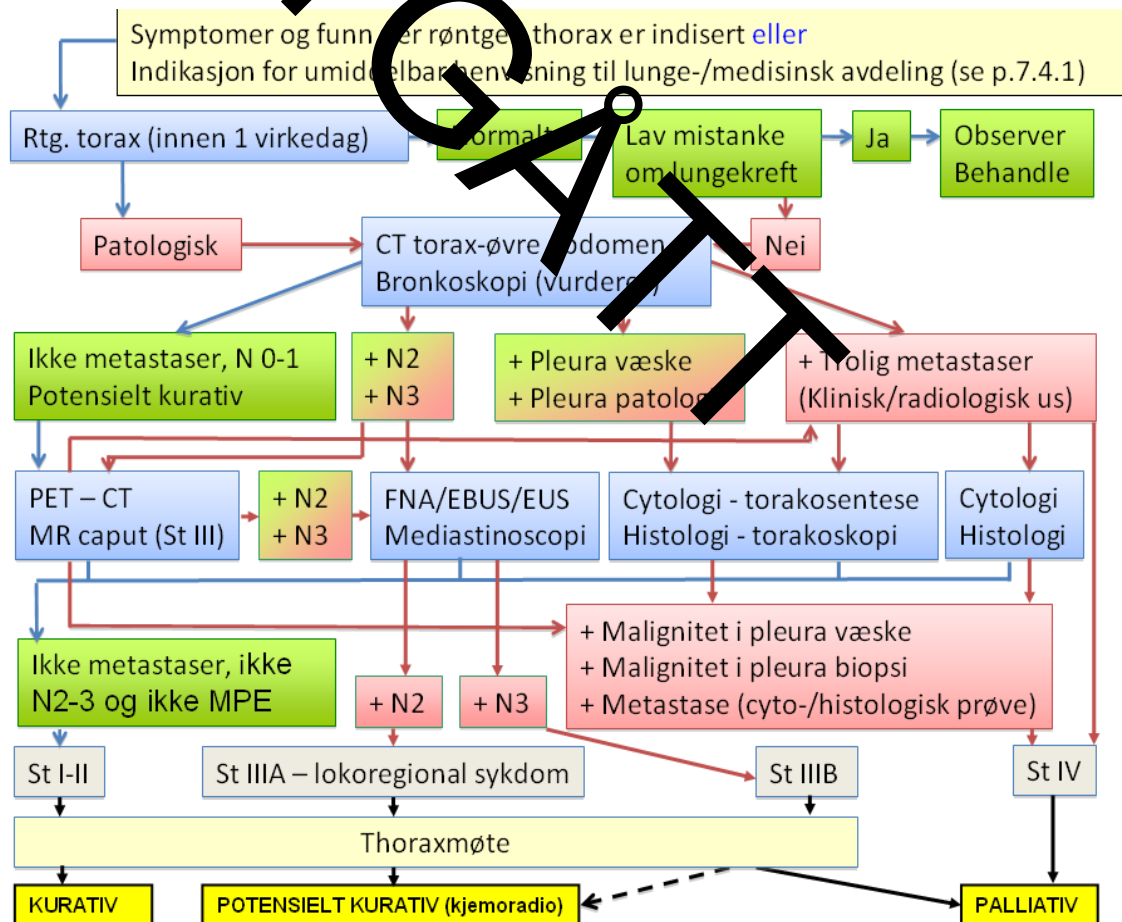 Symptomer og funn der røntgen thorax er indisert eller
Indikasjon for umiddelbar henvisning til lunge-/medisinsk avdeling (se p.7.4.1)
Rtg. torax (innen 1 virkedag)
Normalt
Lav mistanke
om lungekreft
Ja
Observer
Behandle
Patologisk
CT torax-øvre abdomen
Bronkoskopi (vurderes)
Nei
Ikke metastaser, N 0-1
Potensielt kurativ
+ N2
+ N3
+ Pleura væske
+ Pleura patologi
+ Trolig metastaser
(Klinisk/radiologisk us)
PET – CT
MR caput (St III)
+ N2
+ N3
FNA/EBUS/EUS
Mediastinoscopi
Cytologi - torakosentese
Histologi - torakoskopi
Cytologi
Histologi
Ikke metastaser, ikke
N2-3 og ikke MPE
+ N2
+ N3
+ Malignitet i pleura væske
+ Malignitet i pleura biopsi
+ Metastase (cyto-/histologisk prøve)
St I-II
St IIIA – lokoregional sykdom
St IIIB
St IV
Thoraxmøte
KURATIV
POTENSIELT KURATIV (kjemoradio)
PALLIATIV